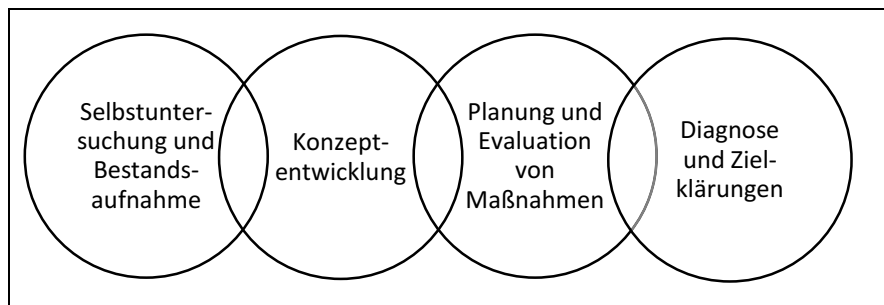 Selbstunter-
suchung und
Bestands-
aufnahme
Konzept-
entwicklung
Planung und
Evaluation
von
Maßnahmen
Diagnose
und Ziel-
klärungen